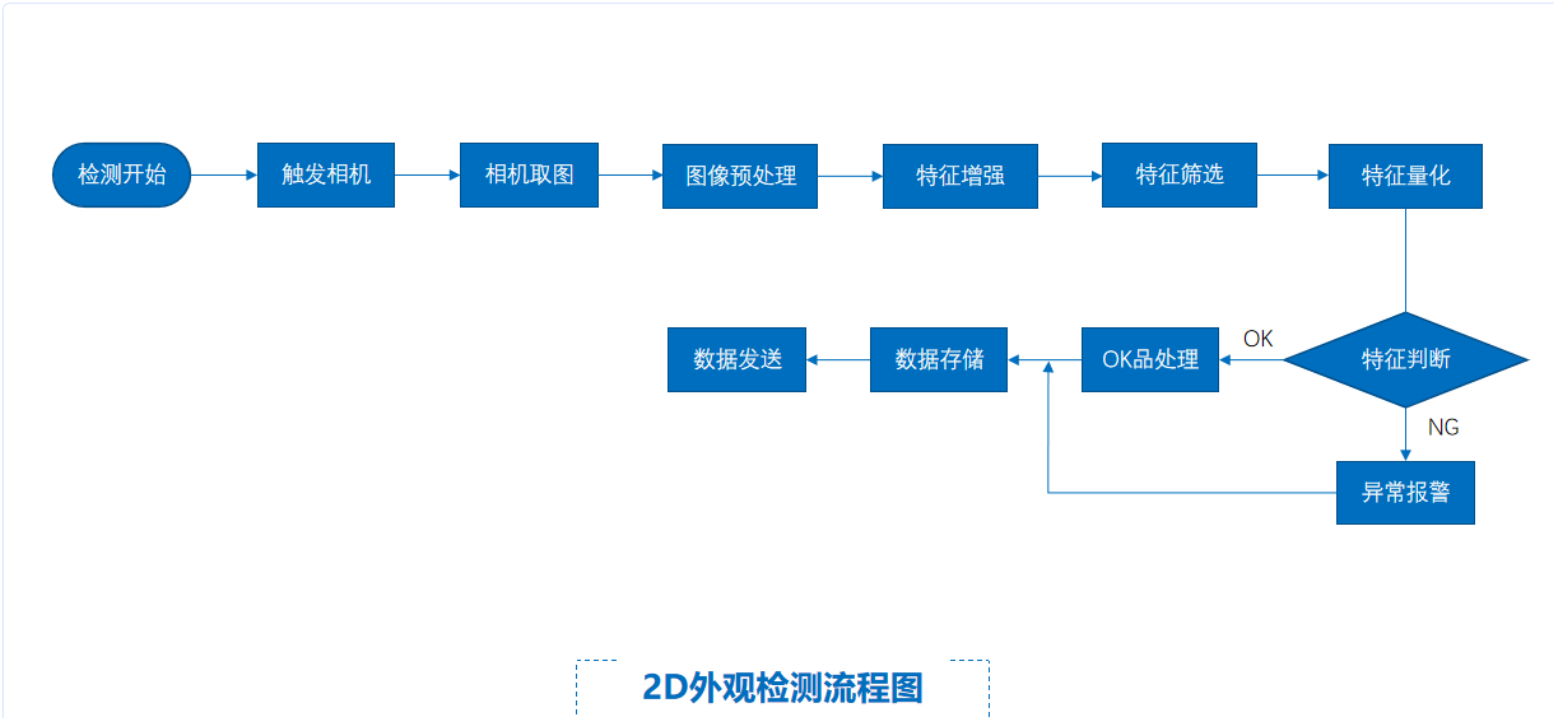 检测开始
触发相机
相机取图
图像预处理
特征增强
特征筛选
特征量化
数据发送
数据存储
OK品处理
OK
特征判断
NG
异常报警
2D外观检测流程图